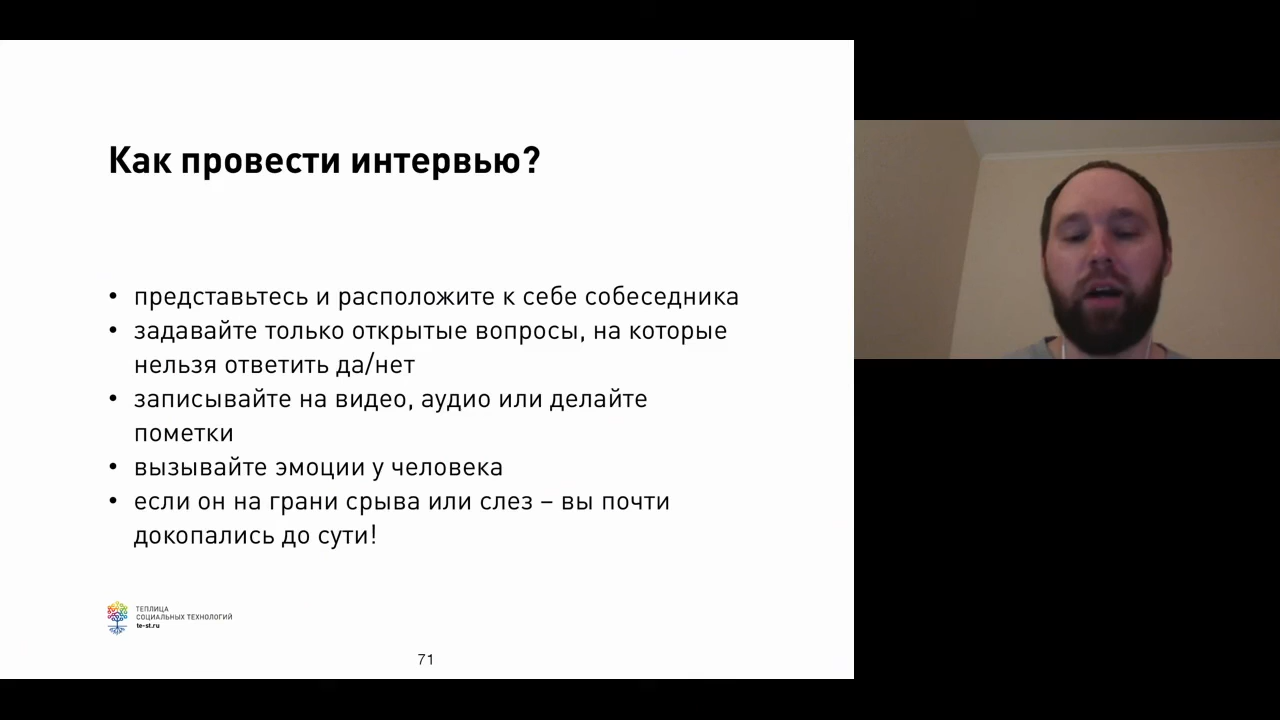 Как провести интервью?
• представьтесь и расположите к себе собеседника
• задавайте только открытые вопросы, на которые
нельзя ответить да/нет
• записывайте на видео, аудио или делайте
пометки
• вызывайте эмоции у человека
• если он на грани срыва или слез – вы почти
докопались до сути!
ТЕПЛИЦА
СОЦИАЛЬНЫХ ТЕХНОЛОГИЙ
te-st.ru
71